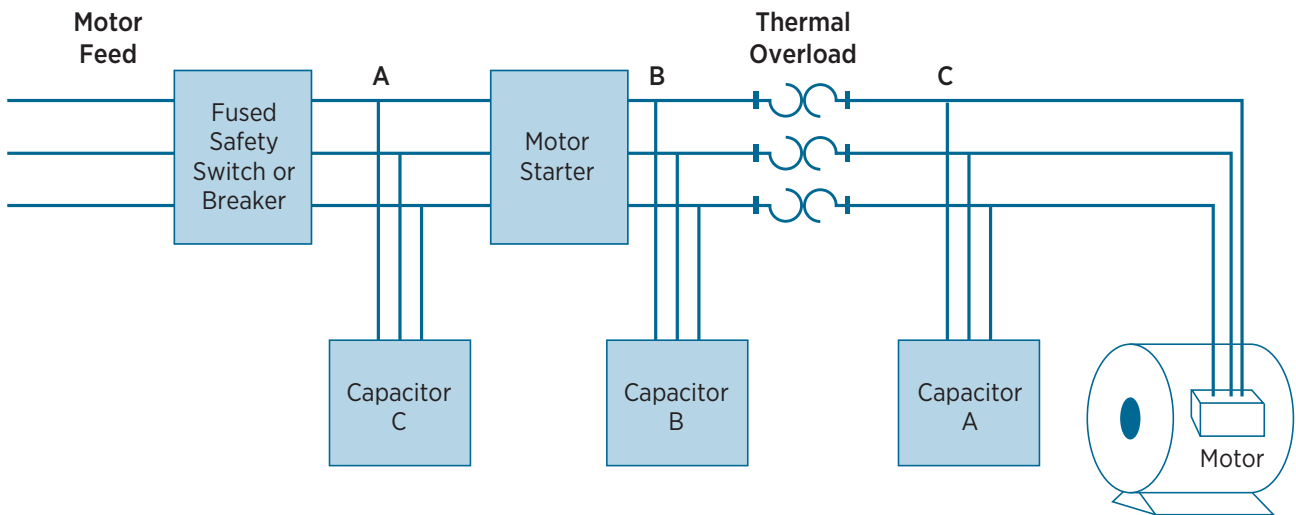 Motor
Feed
Thermal
Overload
A
B
C
Fused
Safety
Switch or
Breaker
Motor
Starter
Capacitor
C
Capacitor
B
Capacitor
A
Motor